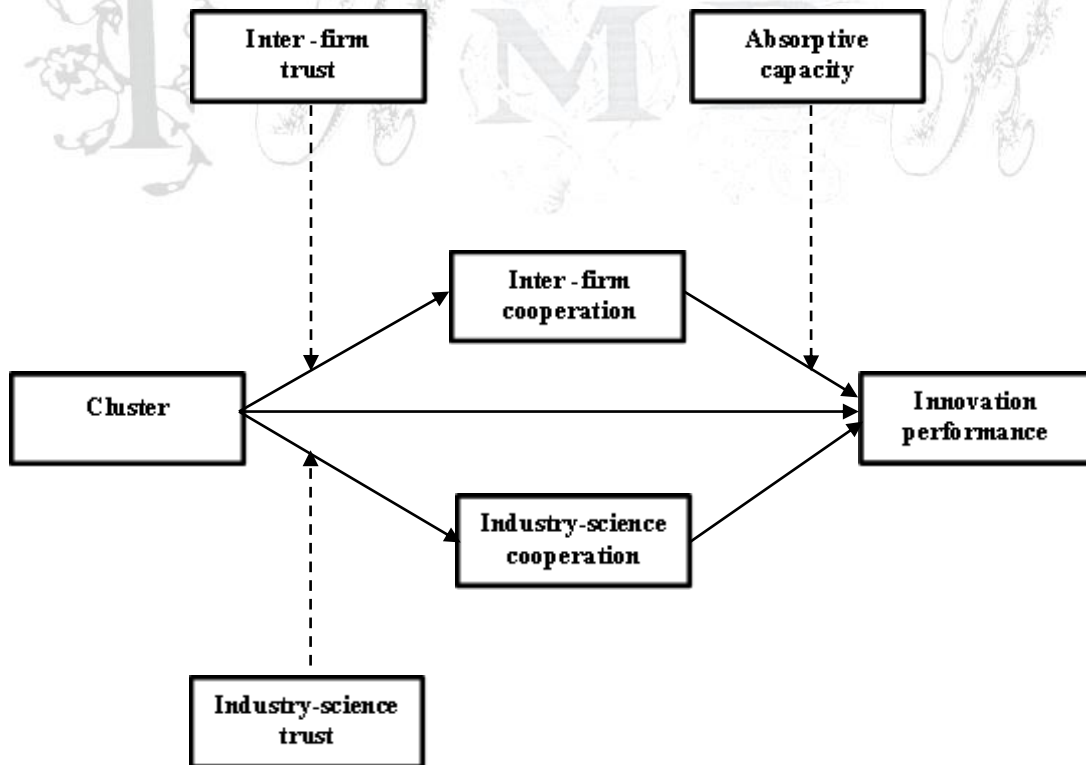 Inter-firm
trust
Absorptive
capacity
Inter-firm
cooperation
Cluster
Innovation
performance
Industry-science
cooperation
Industry-science
trust